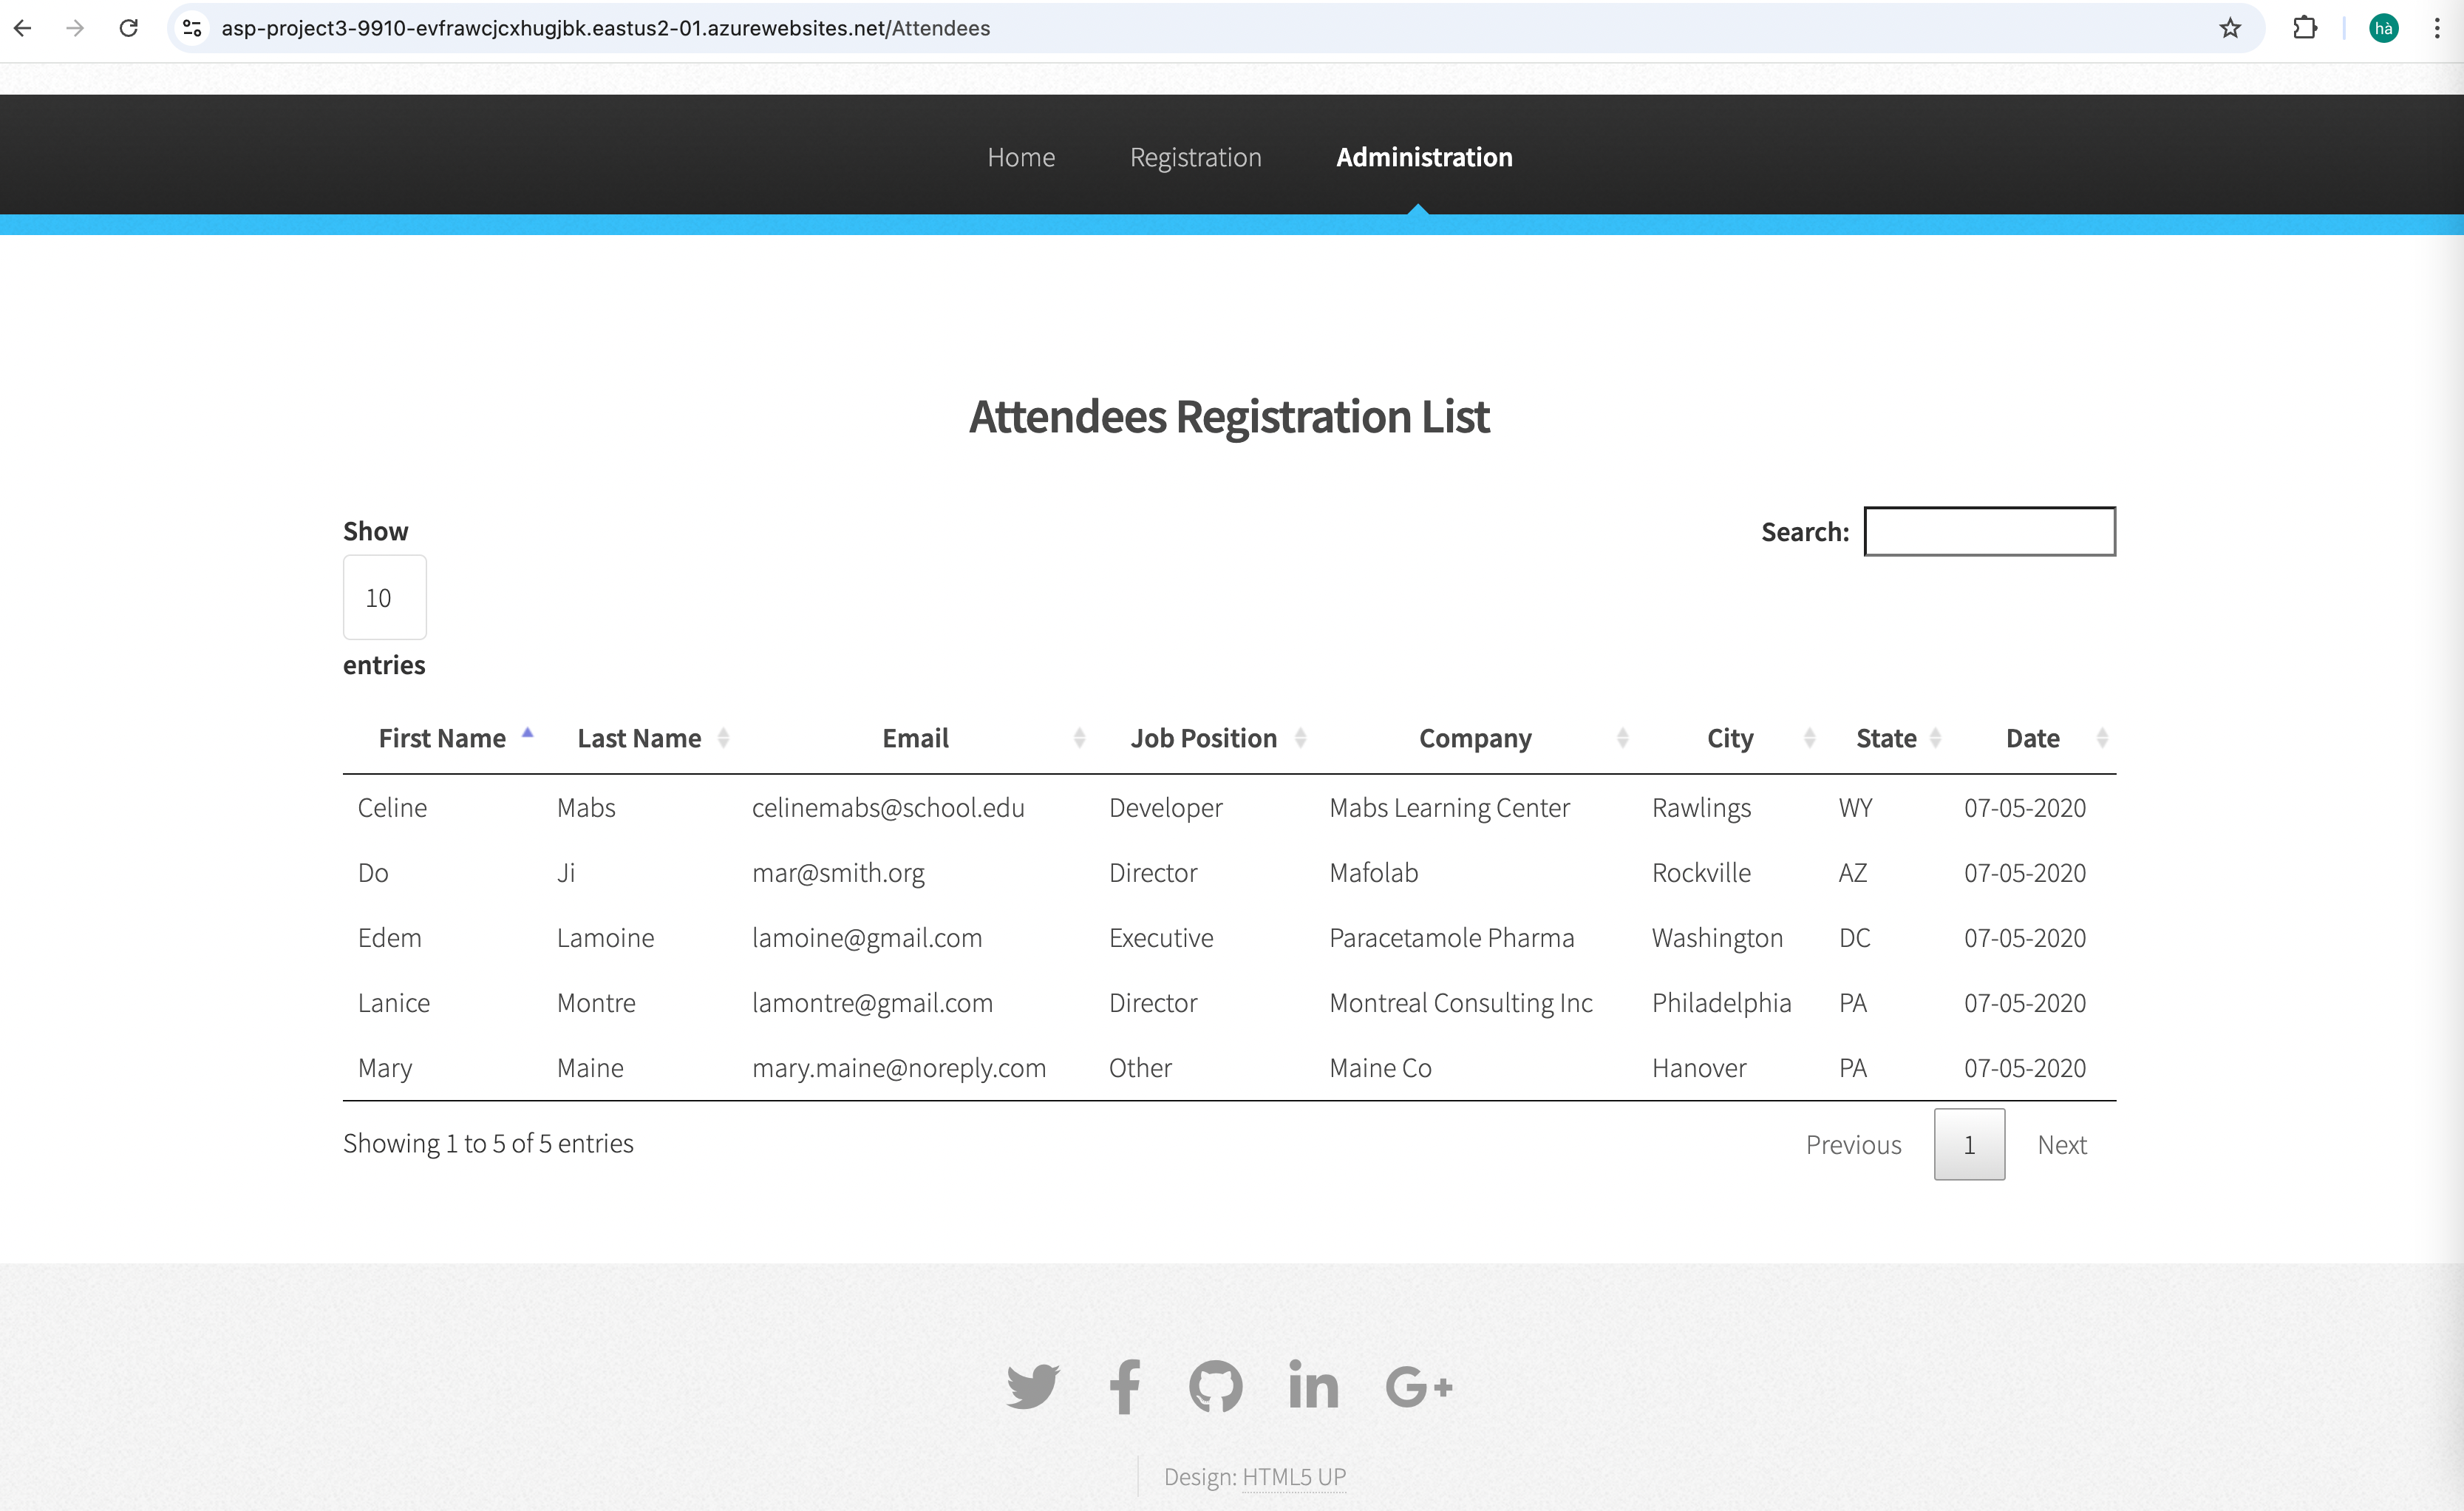 asp-project3-9910-evfrawcjcxhugjbk.eastus2-01.azurewebsites.net/Attendees
hà
Home Registration Administration
Attendees Registration List
Show
10
entries
Search:
First Name Last Name Email Job Position Company City State Date
Celine Mabs celinemabs@school.edu Developer Mabs Learning Center Rawlings WY 07-05-2020
Do Ji mar@smith.org Director Mafolab Rockville AZ 07-05-2020
Edem Lamoine lamoine@gmail.com Executive Paracetamole Pharma Washington DC 07-05-2020
Lanice Montre lamontre@gmail.com Director Montreal Consulting Inc Philadelphia PA 07-05-2020
Mary Maine mary.maine@noreply.com Other Maine Co Hanover PA 07-05-2020
Showing 1 to 5 of 5 entries
Previous 1 Next
Design: HTML5 UP